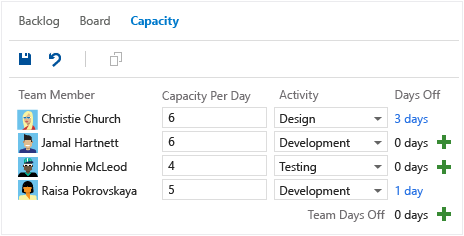 Backlog Board Capacity
Team Member Capacity Per Day Activity Days Off
Christie Church 6 Design 3 days
Jamal Hartnett 6 Development 0 days
Johnnie McLeod 4 Testing 0 days
Raisa Pokrovskaya 5 Development 1 day
Team Days Off 0 days